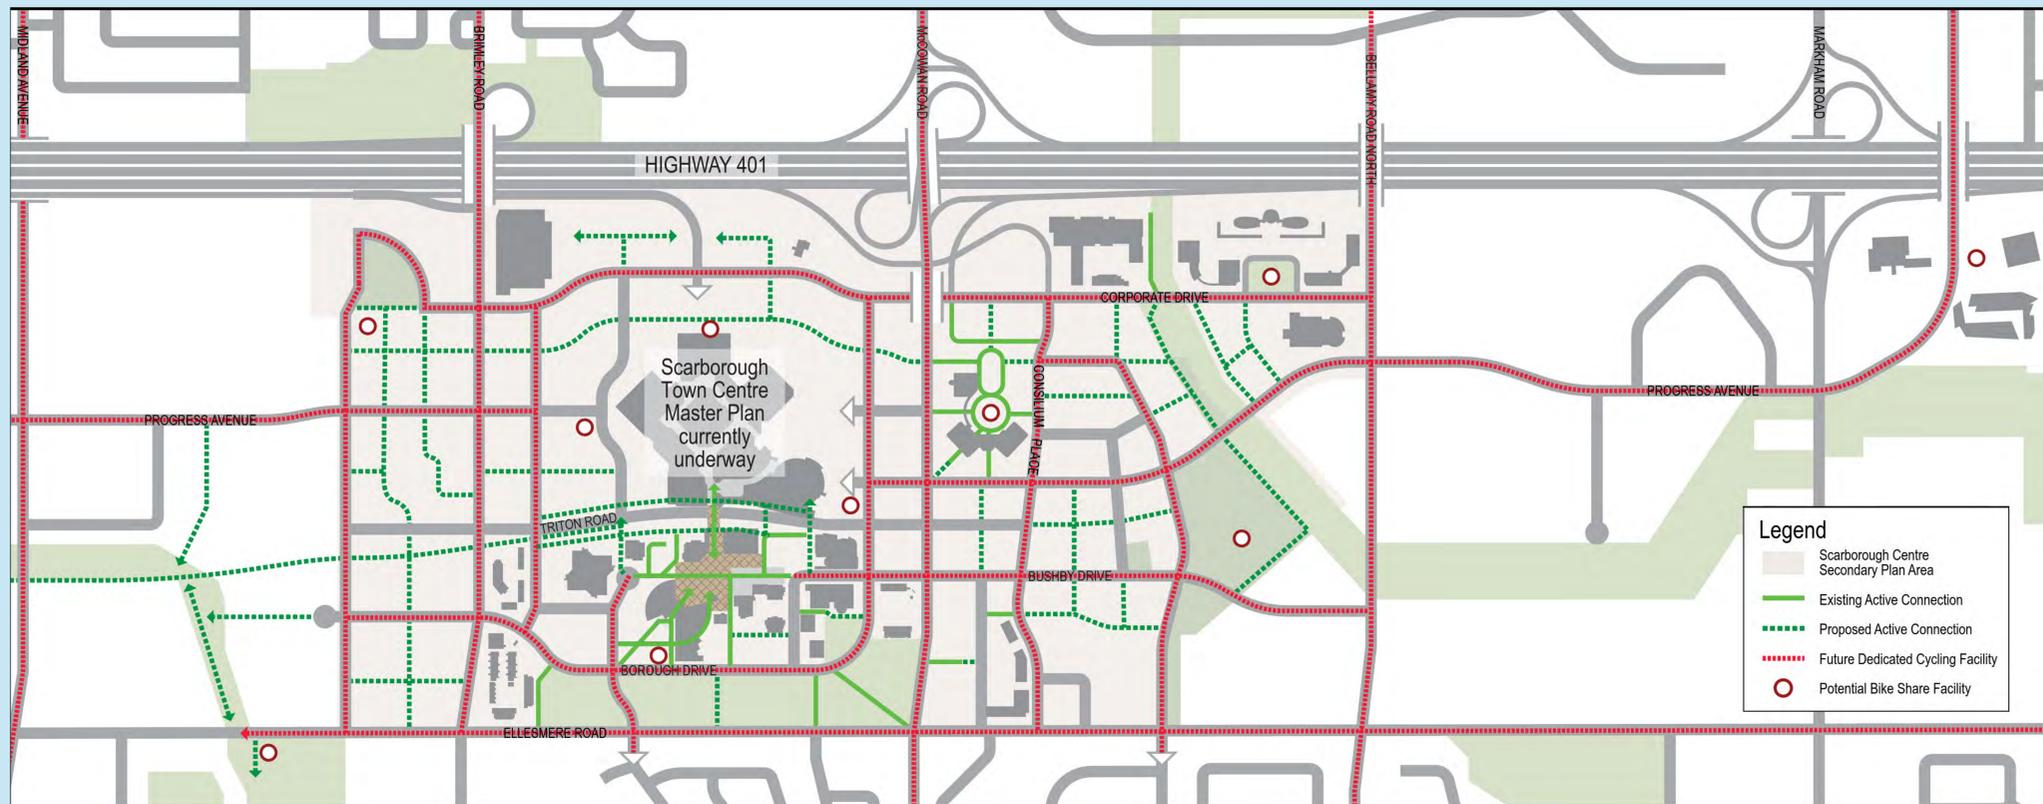 MIDLAND AVENUE
BRIMLEY ROAD
McCOWAN ROAD
BELLAMY ROAD NORTH
MARKHAM ROAD
HIGHWAY 401
CORPORATE DRIVE
Scarborough
Town Centre
Master Plan
currently
underway
CONSILIUM PLACE
PROGRESS AVENUE
PROGRESS AVENUE
TRITON ROAD
BUSHBY DRIVE
BOROUGH DRIVE
ELLESMERE ROAD
Legend
Scarborough Centre
Secondary Plan Area
Existing Active Connection
Proposed Active Connection
Future Dedicated Cycling Facility
Potential Bike Share Facility